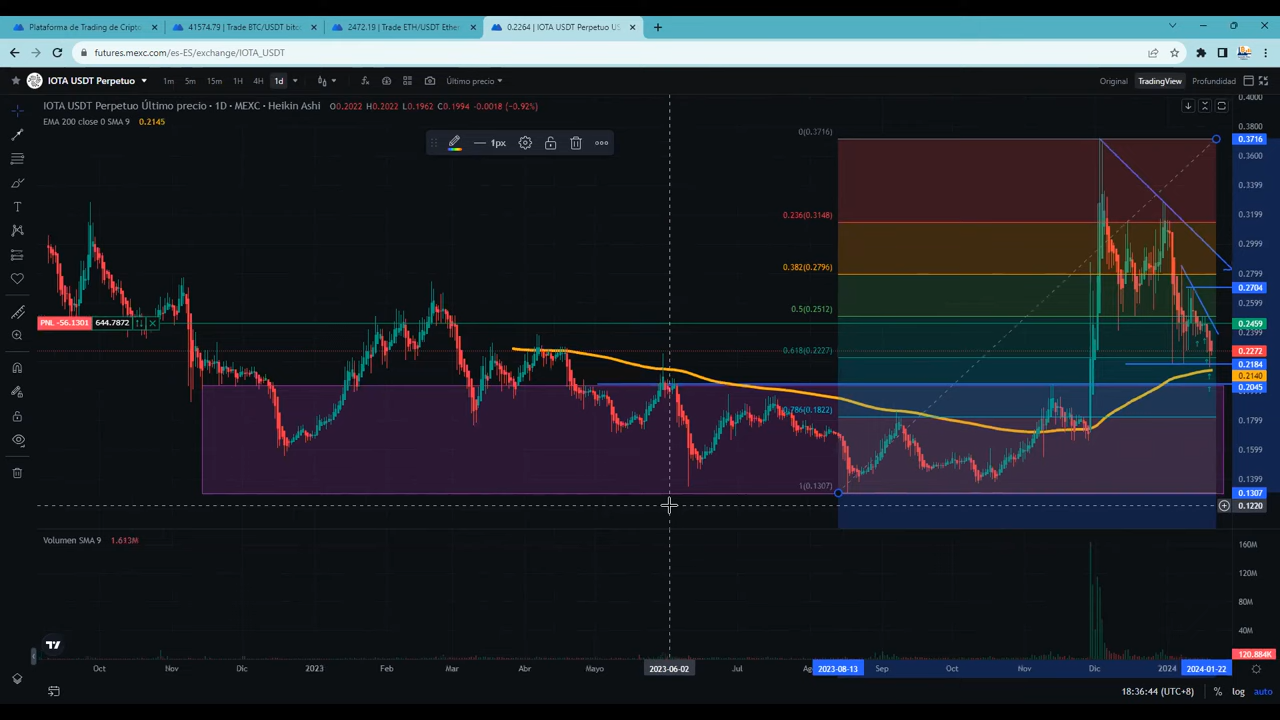 Plataforma de Trading de Cripto
41574.79 | Trade BTC/USDT bitco
2472.19 | Trade ETH/USDT Ether
0.2264 | IOTA USDT Perpetuo U
futures.mexc.com/es-ES/exchange/IOTA_USDT
IOTA USDT Perpetuo 1m 5m 15m 1H 4H 1d Último precio Original TradingView Profundidad
IOTA USDT Perpetuo Último precio · 1D · MEXC · Heikin Ashi O0.2022 H0.2022 L0.1962 C0.1994 -0.0018 (-0.92%)
EMA 200 close 0 SMA 9 0.2145
1px
0(0.3716)
0.236(0.3148)
0.382(0.2796)
0.5(0.2512)
0.618(0.2227)
0.786(0.1822)
1(0.1307)
PNL -56.1301 644.7872
0.4000
0.3800
0.3716
0.3600
0.3399
0.3199
0.2999
0.2799
0.2704
0.2599
0.2459
0.2399
0.2272
0.2184
0.2140
0.2045
0.1799
0.1599
0.1399
0.1307
0.1220
Volumen SMA 9 1.613M
160M
120M
80M
40M
120.884K
Oct Nov Dic 2023 Feb Mar Abr Mayo 2023-06-02 Jul 2023-08-13 Sep Oct Nov Dic 2024 2024-01-22
18:36:44 (UTC+8) % log auto